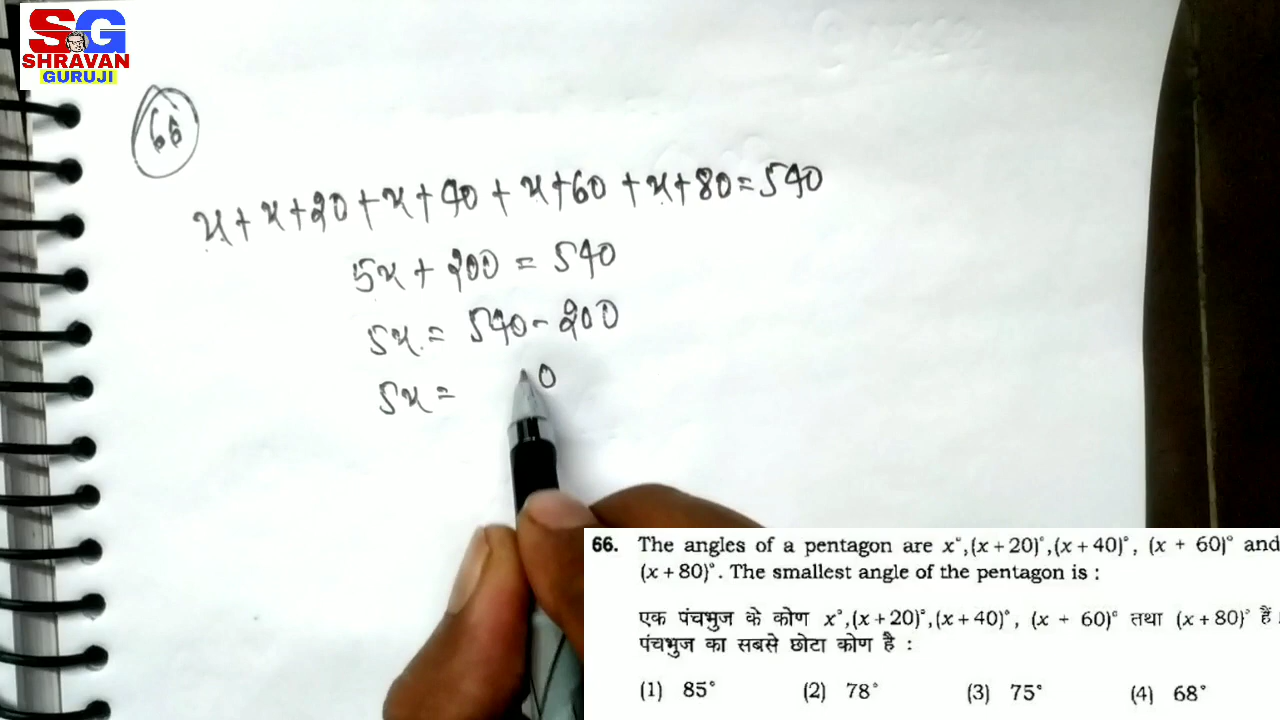 SG
SHRAVAN
GURUJI
66
x + x + 20 + x + 40 + x + 60 + x + 80 = 540
5x + 200 = 540
5x = 540 - 200
5x = 0
66. The angles of a pentagon are x°,(x + 20)°,(x + 40)°, (x + 60)° and
(x + 80)°. The smallest angle of the pentagon is :
एक पंचभुज के कोण x°,(x + 20)°,(x + 40)°, (x + 60)° तथा (x + 80)° हैं।
पंचभुज का सबसे छोटा कोण है :
(1) 85° (2) 78° (3) 75° (4) 68°